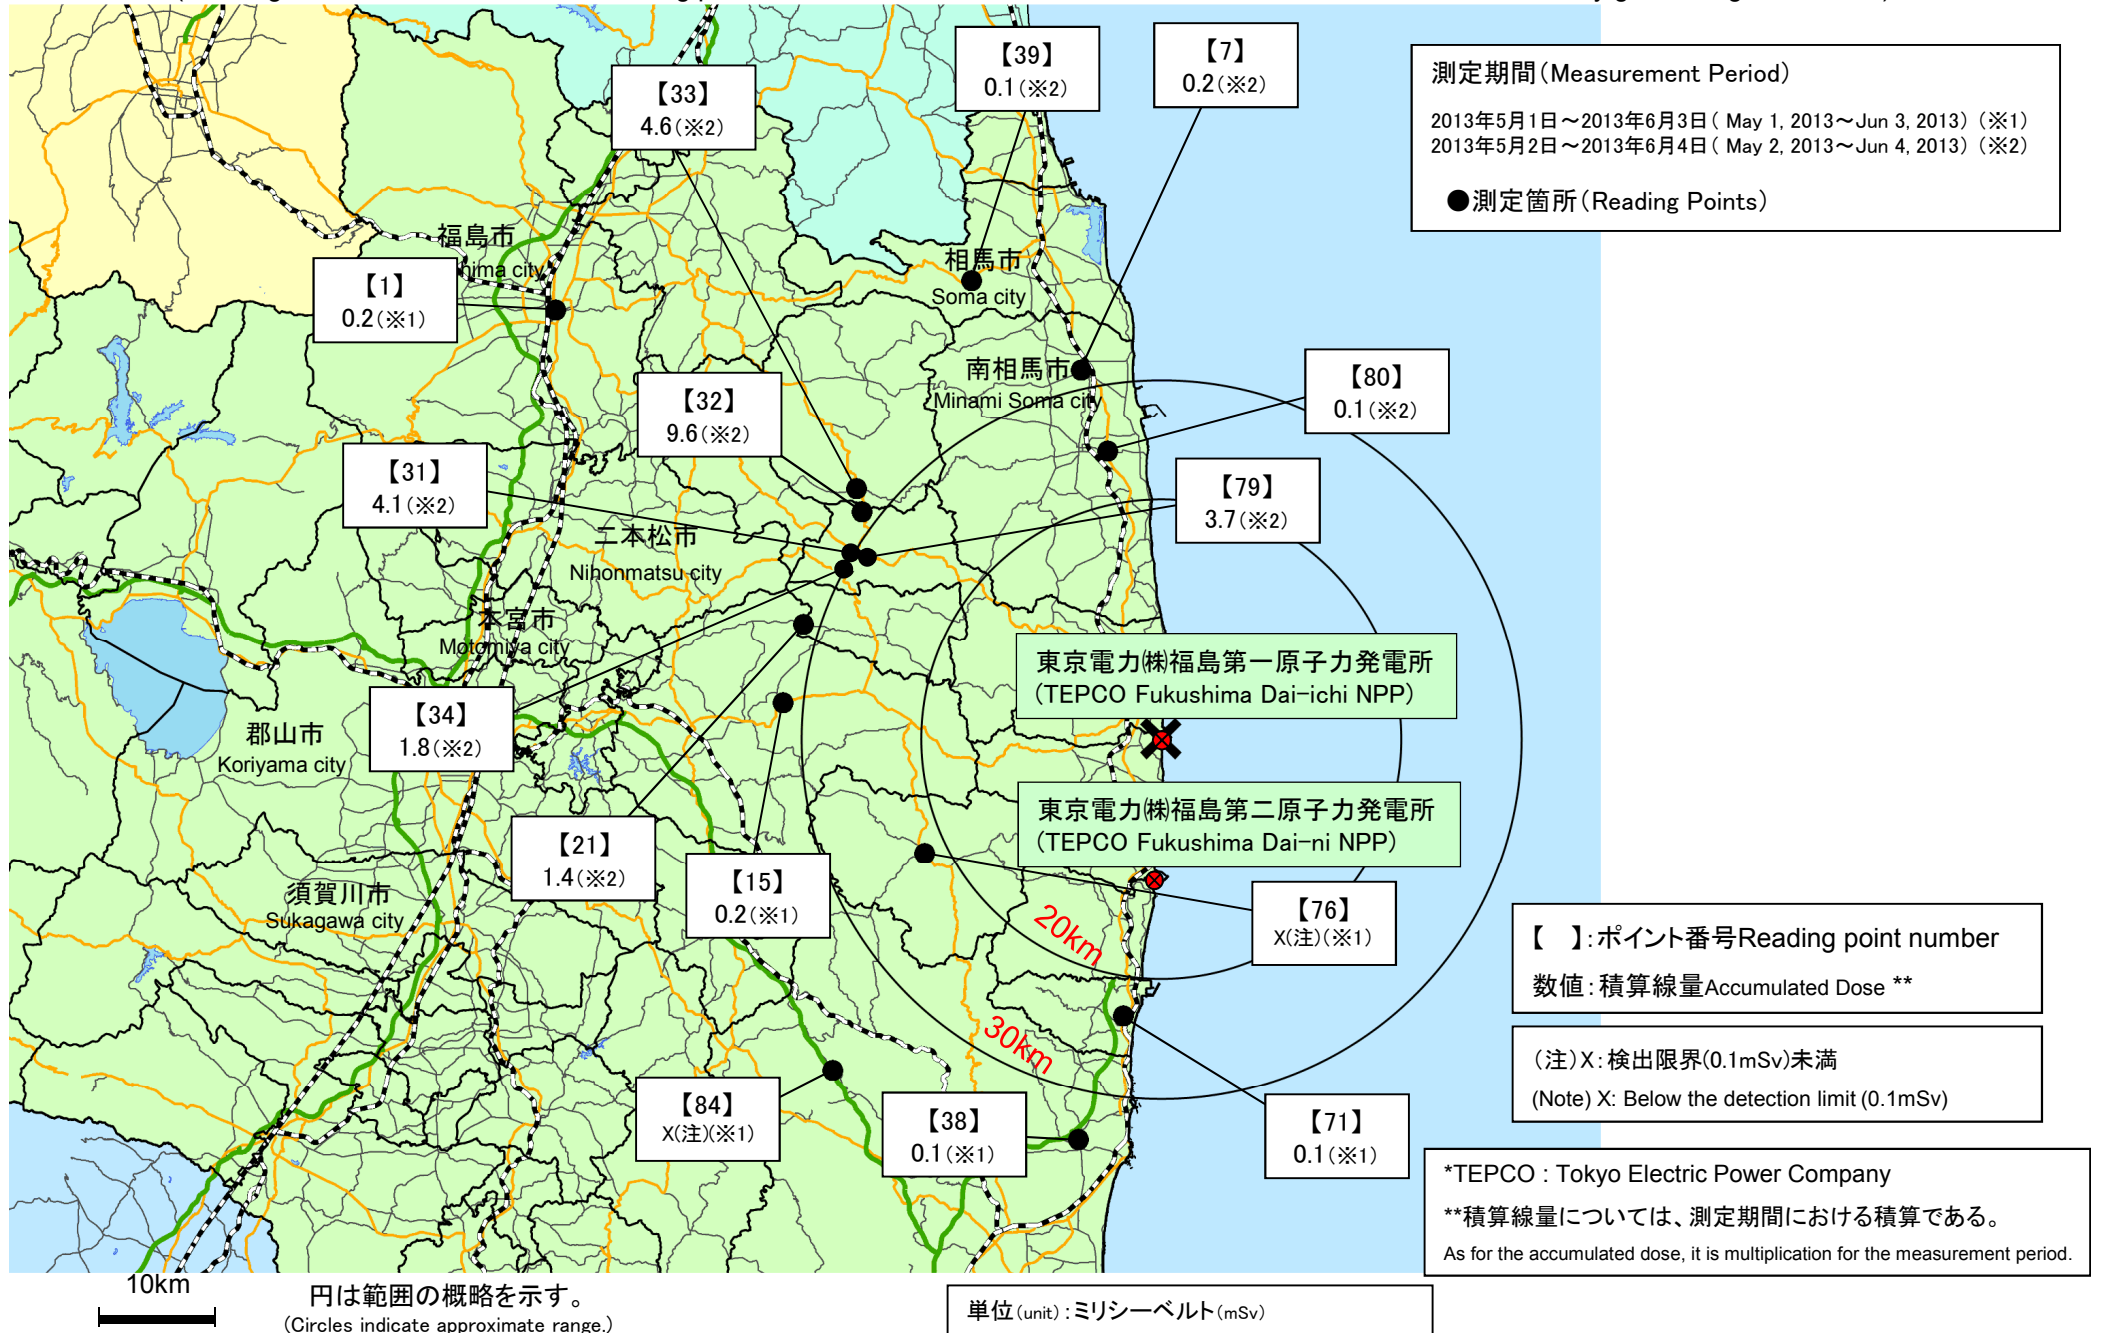 【39】
0.1(※2)
【7】
0.2(※2)
【33】
4.6(※2)
測定期間(Measurement Period)
2013年5月1日～2013年6月3日( May 1, 2013～Jun 3, 2013) (※1)
2013年5月2日～2013年6月4日( May 2, 2013～Jun 4, 2013) (※2)
●測定箇所(Reading Points)
福島市
hima city
相馬市
Soma city
【1】
0.2(※1)
南相馬市
Minami Soma city
【80】
0.1(※2)
【32】
9.6(※2)
【31】
4.1(※2)
【79】
3.7(※2)
二本松市
Nihonmatsu city
本宮市
Motomiya city
東京電力㈱福島第一原子力発電所
(TEPCO Fukushima Dai-ichi NPP)
【34】
1.8(※2)
郡山市
Koriyama city
東京電力㈱福島第二原子力発電所
(TEPCO Fukushima Dai-ni NPP)
【21】
1.4(※2)
【15】
0.2(※1)
須賀川市
Sukagawa city
【76】
X(注)(※1)
20km
30km
【 】:ポイント番号Reading point number
数値:積算線量Accumulated Dose **
(注)X:検出限界(0.1mSv)未満
(Note) X: Below the detection limit (0.1mSv)
【84】
X(注)(※1)
【38】
0.1(※1)
【71】
0.1(※1)
*TEPCO : Tokyo Electric Power Company
**積算線量については、測定期間における積算である。
As for the accumulated dose, it is multiplication for the measurement period.
10km
円は範囲の概略を示す。
(Circles indicate approximate range.)
単位(unit):ミリシーベルト(mSv)